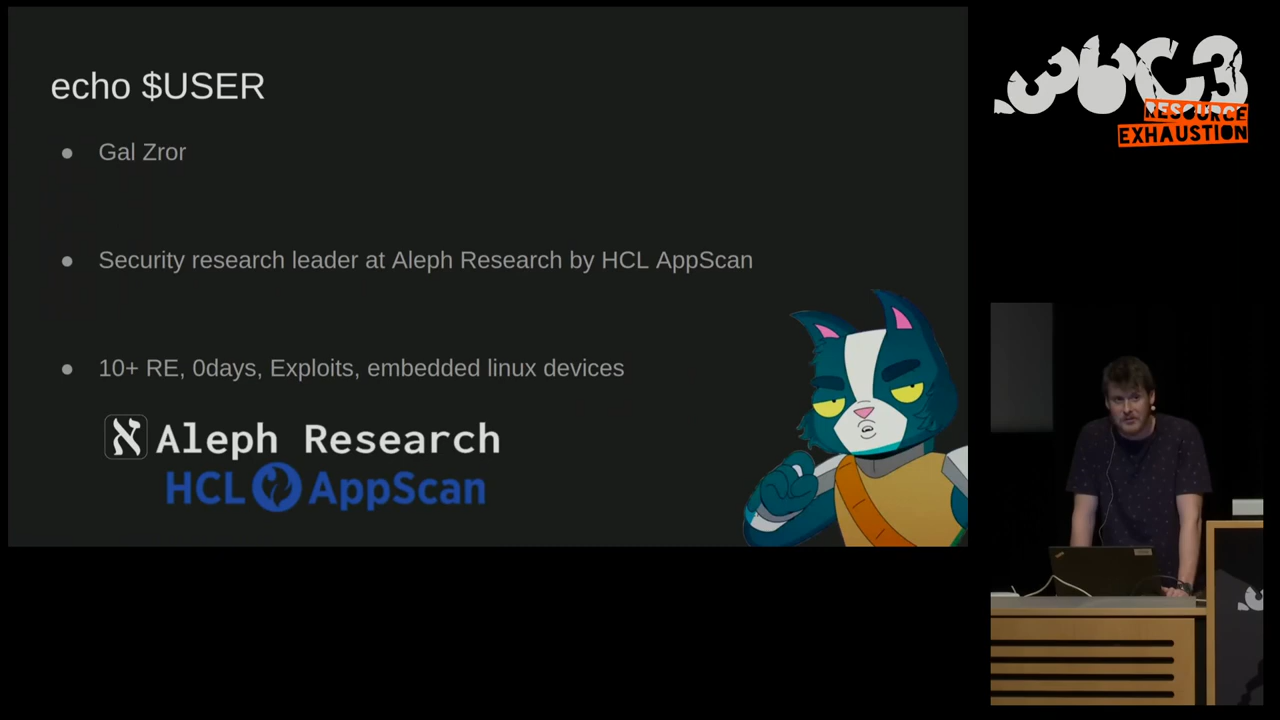 echo $USER
Gal Zror
Security research leader at Aleph Research by HCL AppScan
10+ RE, 0days, Exploits, embedded linux devices
א Aleph Research
HCL AppScan
36C3
RESOURCE
EXHAUSTION